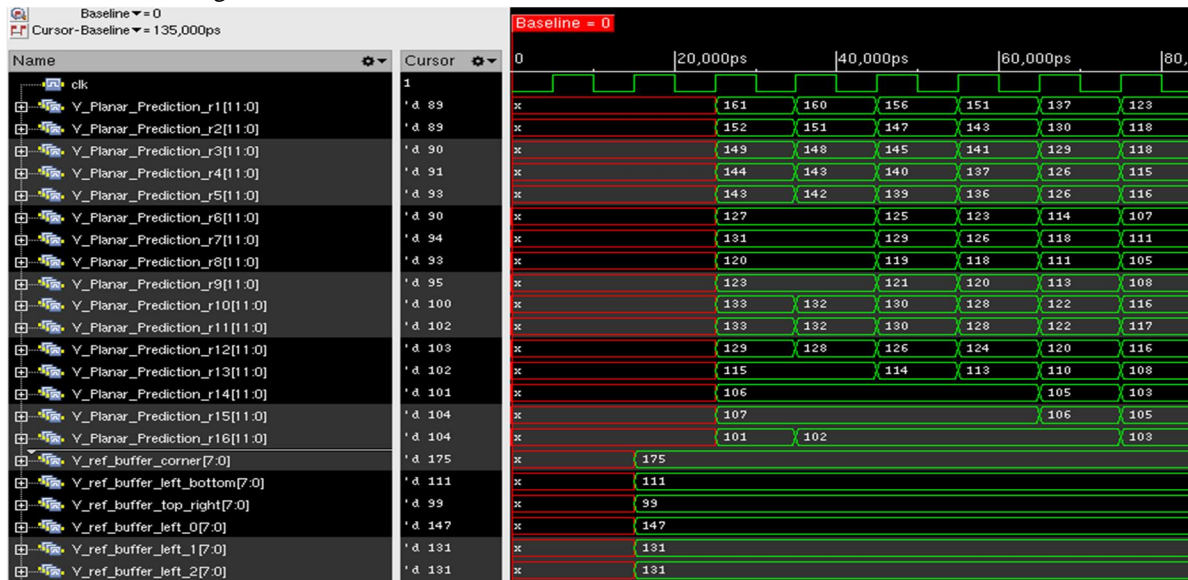 Baseline ▾= 0
Cursor-Baseline ▾= 135,000ps
Baseline = 0
Name Cursor 0 20,000ps 40,000ps 60,000ps 80,
clk 1
Y_Planar_Prediction_r1[11:0] 'd 89 x 161 160 156 151 137 123
Y_Planar_Prediction_r2[11:0] 'd 89 x 152 151 147 143 130 118
Y_Planar_Prediction_r3[11:0] 'd 90 x 149 148 145 141 129 118
Y_Planar_Prediction_r4[11:0] 'd 91 x 144 143 140 137 126 115
Y_Planar_Prediction_r5[11:0] 'd 93 x 143 142 139 136 126 116
Y_Planar_Prediction_r6[11:0] 'd 90 x 127 125 123 114 107
Y_Planar_Prediction_r7[11:0] 'd 94 x 131 129 126 118 111
Y_Planar_Prediction_r8[11:0] 'd 93 x 120 119 118 111 105
Y_Planar_Prediction_r9[11:0] 'd 95 x 123 121 120 113 108
Y_Planar_Prediction_r10[11:0] 'd 100 x 133 132 130 128 122 116
Y_Planar_Prediction_r11[11:0] 'd 102 x 133 132 130 128 122 117
Y_Planar_Prediction_r12[11:0] 'd 103 x 129 128 126 124 120 116
Y_Planar_Prediction_r13[11:0] 'd 102 x 115 114 113 110 108
Y_Planar_Prediction_r14[11:0] 'd 101 x 106 105 103
Y_Planar_Prediction_r15[11:0] 'd 104 x 107 106 105
Y_Planar_Prediction_r16[11:0] 'd 104 x 101 102 103
Y_ref_buffer_corner[7:0] 'd 175 x 175
Y_ref_buffer_left_bottom[7:0] 'd 111 x 111
Y_ref_buffer_top_right[7:0] 'd 99 x 99
Y_ref_buffer_left_0[7:0] 'd 147 x 147
Y_ref_buffer_left_1[7:0] 'd 131 x 131
Y_ref_buffer_left_2[7:0] 'd 131 x 131